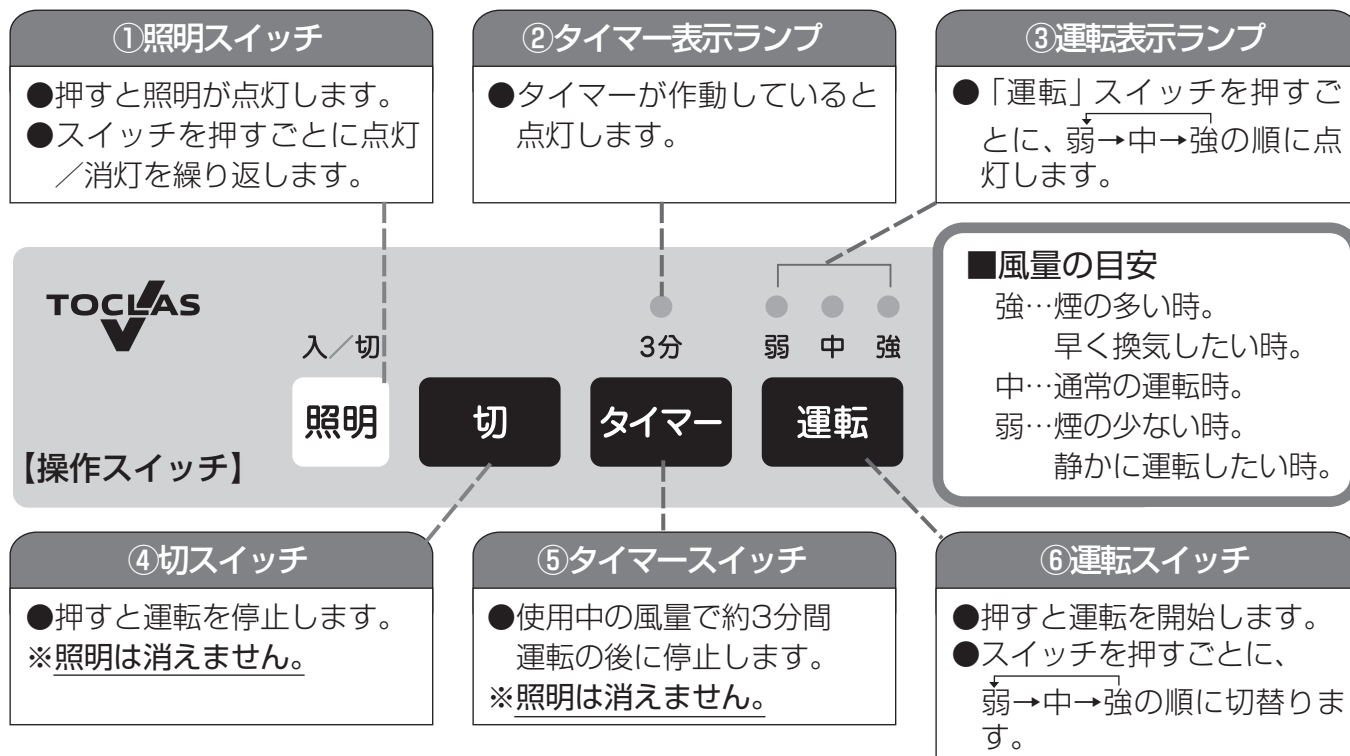 ①照明スイッチ
●押すと照明が点灯します。
●スイッチを押すごとに点灯
／消灯を繰り返します。
②タイマー表示ランプ
●タイマーが作動していると
点灯します。
③運転表示ランプ
●「運転」スイッチを押すご
とに、弱→中→強の順に点
灯します。
TOCLAS
入／切
3分
弱 中 強
照明
切
タイマー
運転
【操作スイッチ】
■風量の目安
強…煙の多い時。
早く換気したい時。
中…通常の運転時。
弱…煙の少ない時。
静かに運転したい時。
④切スイッチ
●押すと運転を停止します。
※照明は消えません。
⑤タイマースイッチ
●使用中の風量で約3分間
運転の後に停止します。
※照明は消えません。
⑥運転スイッチ
●押すと運転を開始します。
●スイッチを押すごとに、
弱→中→強の順に切替りま
す。